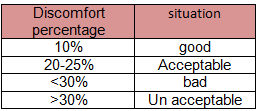 Discomfort percentage situation
10% good
20-25% Acceptable
<30% bad
>30% Un acceptable